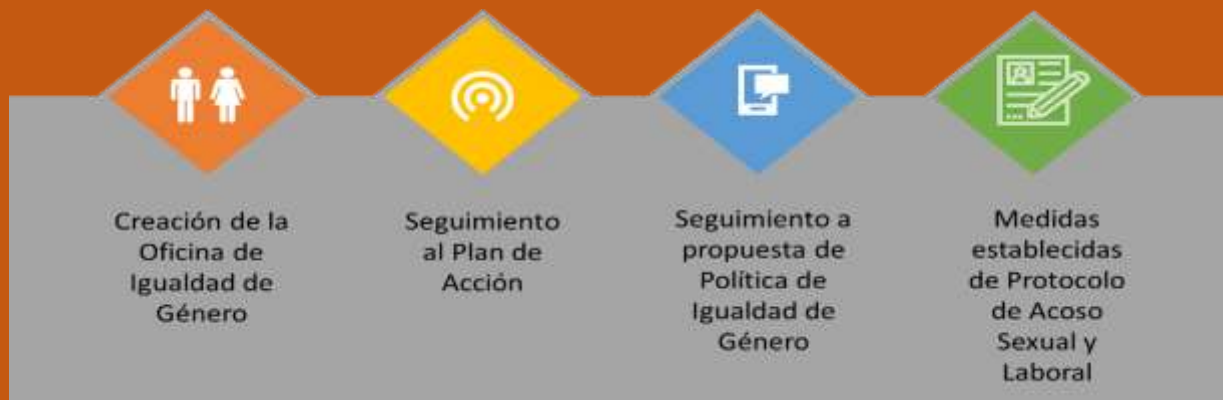 Creación de la
Oficina de
Igualdad de
Género
Seguimiento
al Plan de
Acción
Seguimiento a
propuesta de
Política de
Igualdad de
Género
Medidas
establecidas
de Protocolo
de Acoso
Sexual y
Laboral